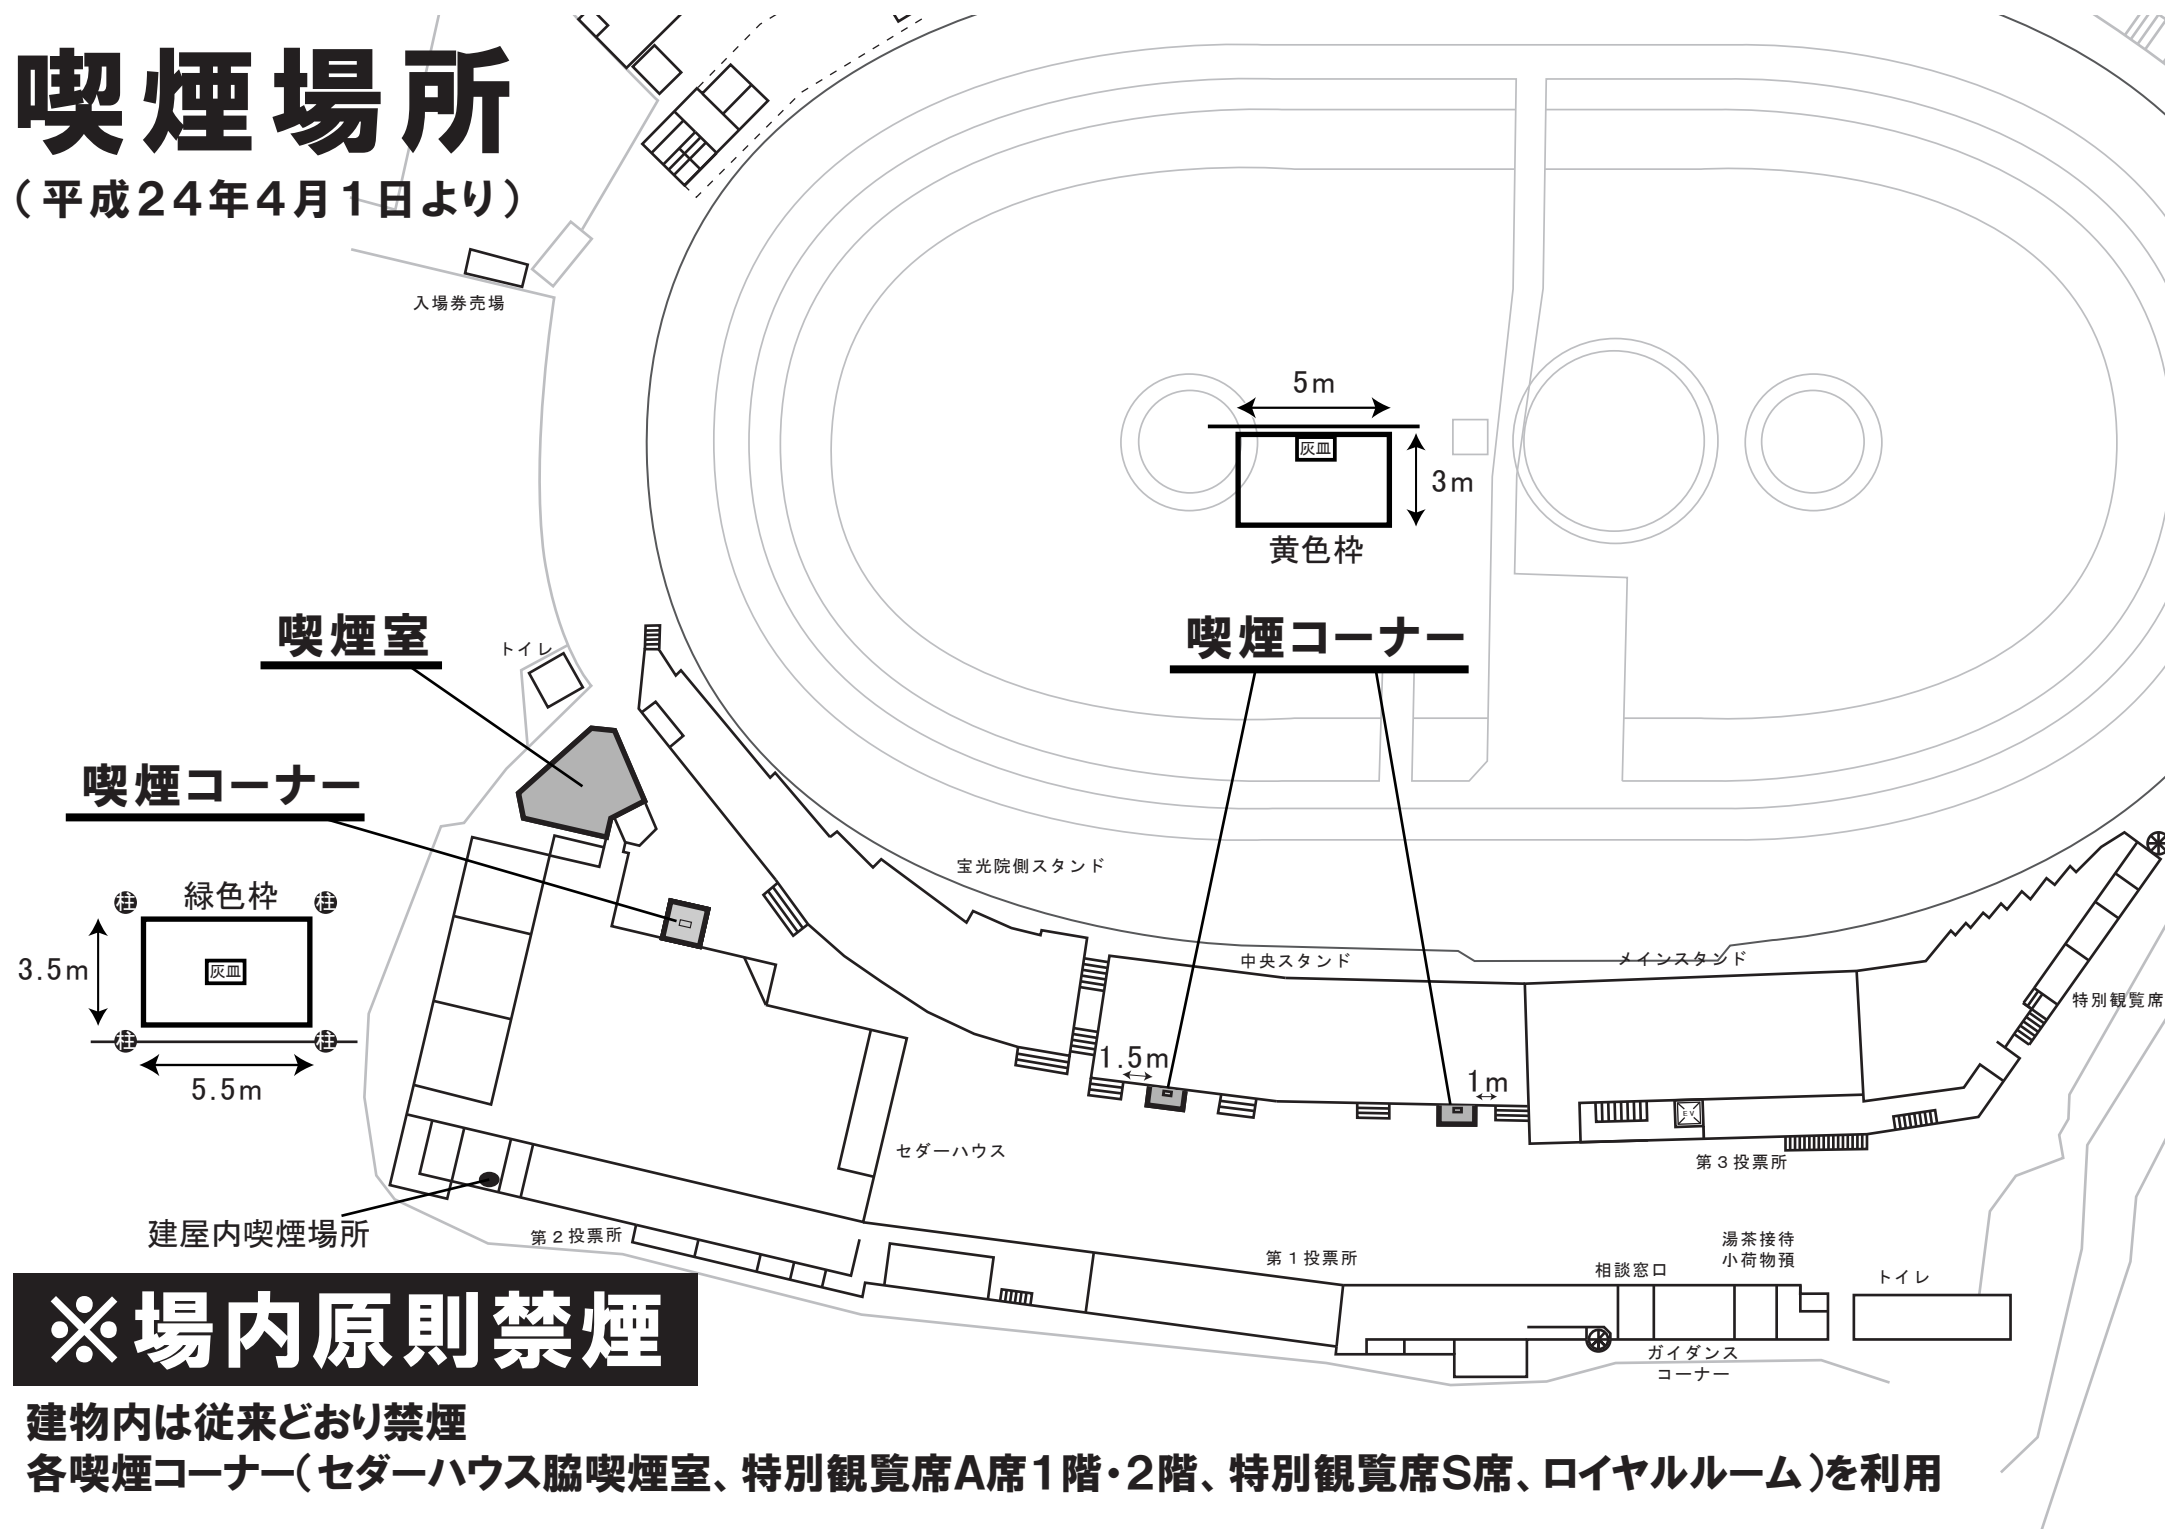 喫煙場所
（平成２４年４月１日より）
入場券売場
5m
灰皿
3m
黄色枠
喫煙室
トイレ
喫煙コーナー
喫煙コーナー
緑色枠
柱
柱
3.5m
灰皿
柱
柱
5.5m
宝光院側スタンド
中央スタンド
メインスタンド
特別観覧席
1.5m
1m
EV
セダーハウス
第３投票所
建屋内喫煙場所
第２投票所
第１投票所
相談窓口
湯茶接待
小荷物預
トイレ
ガイダンス
コーナー
※場内原則禁煙
建物内は従来どおり禁煙
各喫煙コーナー（セダーハウス脇喫煙室、特別観覧席A席１階・２階、特別観覧席S席、ロイヤルルーム）を利用